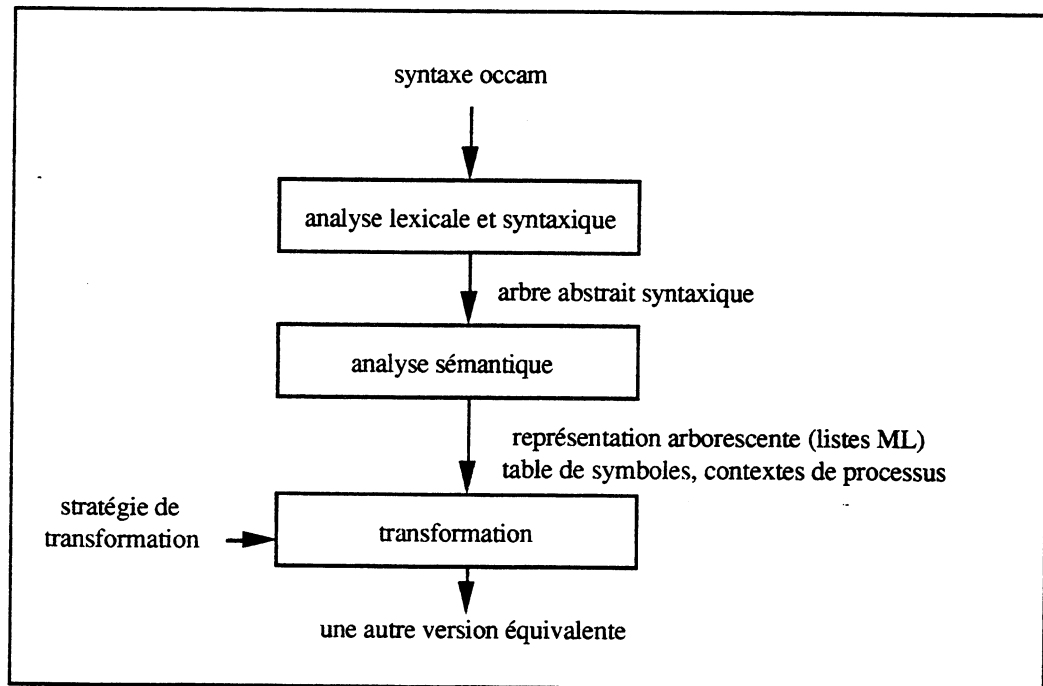 syntaxe occam
analyse lexicale et syntaxique
arbre abstrait syntaxique
analyse sémantique
représentation arborescente (listes ML)
table de symboles, contextes de processus
stratégie de
transformation
transformation
une autre version équivalente